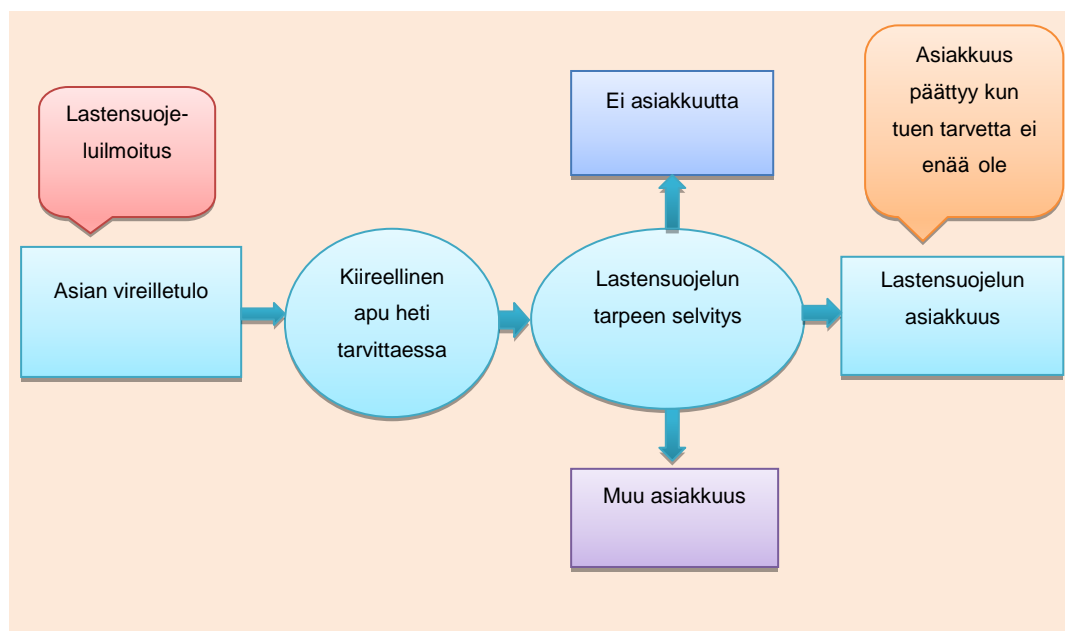 Lastensuoje-
luilmoitus
Asian vireilletulo
Kiireellinen
apu heti
tarvittaessa
Ei asiakkuutta
Lastensuojelun
tarpeen selvitys
Muu asiakkuus
Asiakkuus
päättyy kun
tuen tarvetta ei
enää ole
Lastensuojelun
asiakkuus